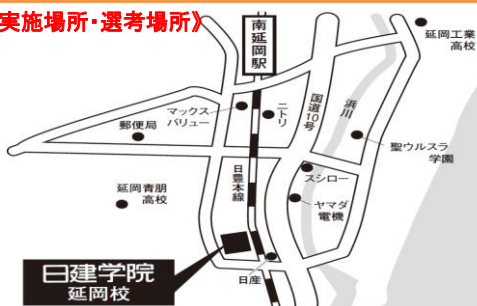 実施場所・選考場所》
南延岡駅
延岡工業
高校
マックス
バリュー
ニトリ
国道10号
浜川
郵便局
聖ウルスラ
学園
スシロー
日豊本線
延岡青朋
高校
ヤマダ
電機
日産
日建学院
延岡校